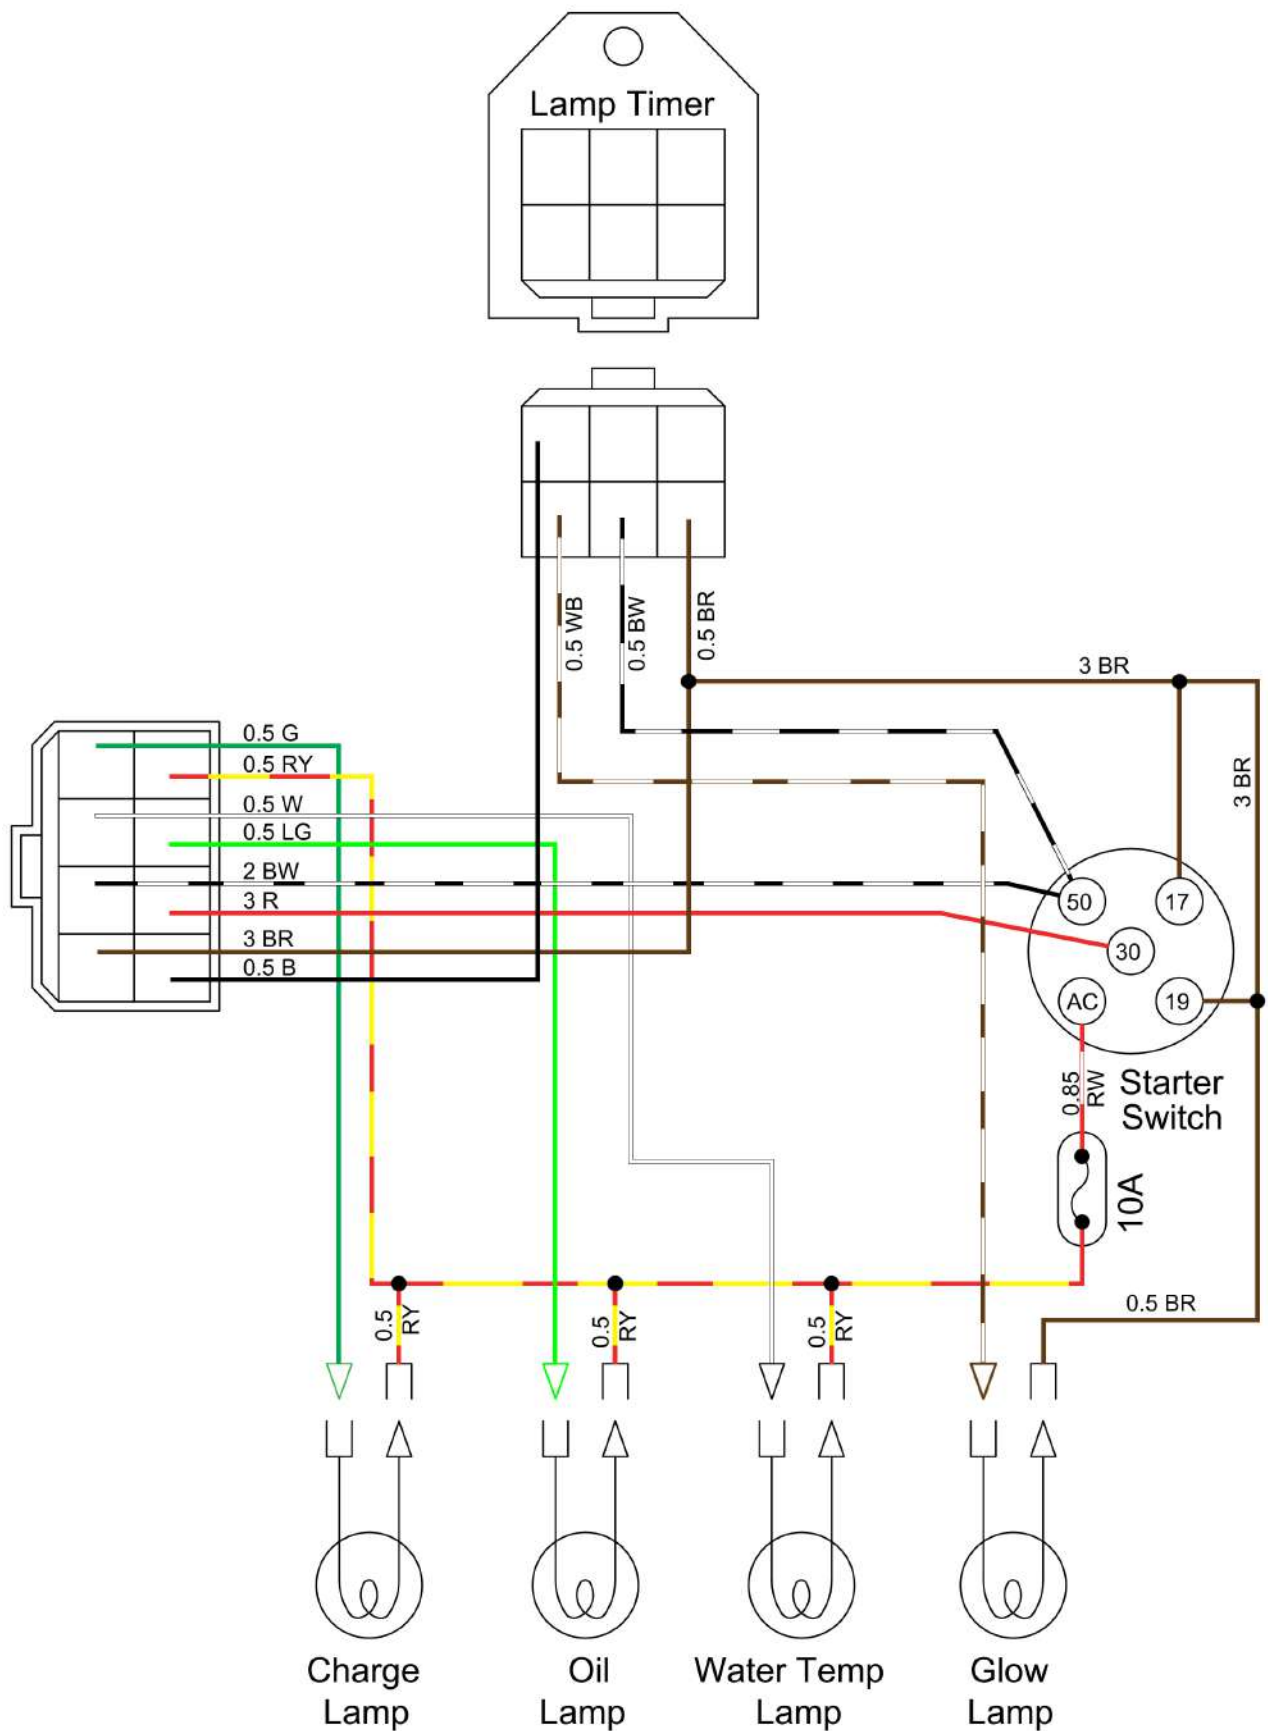 Lamp Timer
0.5 WB
0.5 BW
0.5 BR
3 BR
3 BR
0.5 G
0.5 RY
0.5 W
0.5 LG
2 BW
3 R
3 BR
0.5 B
50
17
30
AC
19
0.85
RW
Starter
Switch
10A
0.5
RY
0.5
RY
0.5
RY
0.5 BR
Charge
Lamp
Oil
Lamp
Water Temp
Lamp
Glow
Lamp